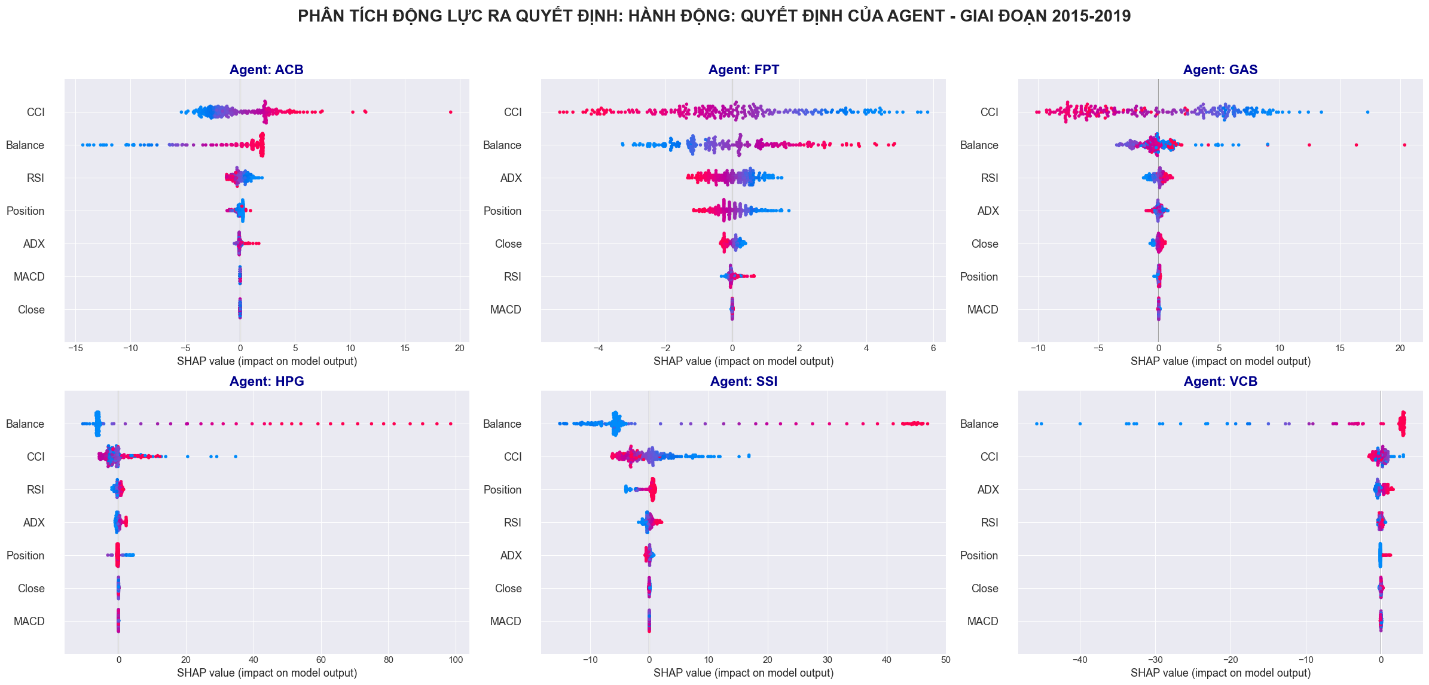 PHÂN TÍCH ĐỘNG LỰC RA QUYẾT ĐỊNH: HÀNH ĐỘNG: QUYẾT ĐỊNH CỦA AGENT - GIAI ĐOẠN 2015-2019
Agent: ACB
CCI
Balance
RSI
Position
ADX
MACD
Close
−15 −10 −5 0 5 10 15 20
SHAP value (impact on model output)
Agent: FPT
CCI
Balance
ADX
Position
Close
RSI
MACD
−4 −2 0 2 4 6
SHAP value (impact on model output)
Agent: GAS
CCI
Balance
RSI
ADX
Close
Position
MACD
−10 −5 0 5 10 15 20
SHAP value (impact on model output)
Agent: HPG
Balance
CCI
RSI
ADX
Position
Close
MACD
0 20 40 60 80 100
SHAP value (impact on model output)
Agent: SSI
Balance
CCI
Position
RSI
ADX
Close
MACD
−10 0 10 20 30 40 50
SHAP value (impact on model output)
Agent: VCB
Balance
CCI
ADX
RSI
Position
Close
MACD
−40 −30 −20 −10 0
SHAP value (impact on model output)